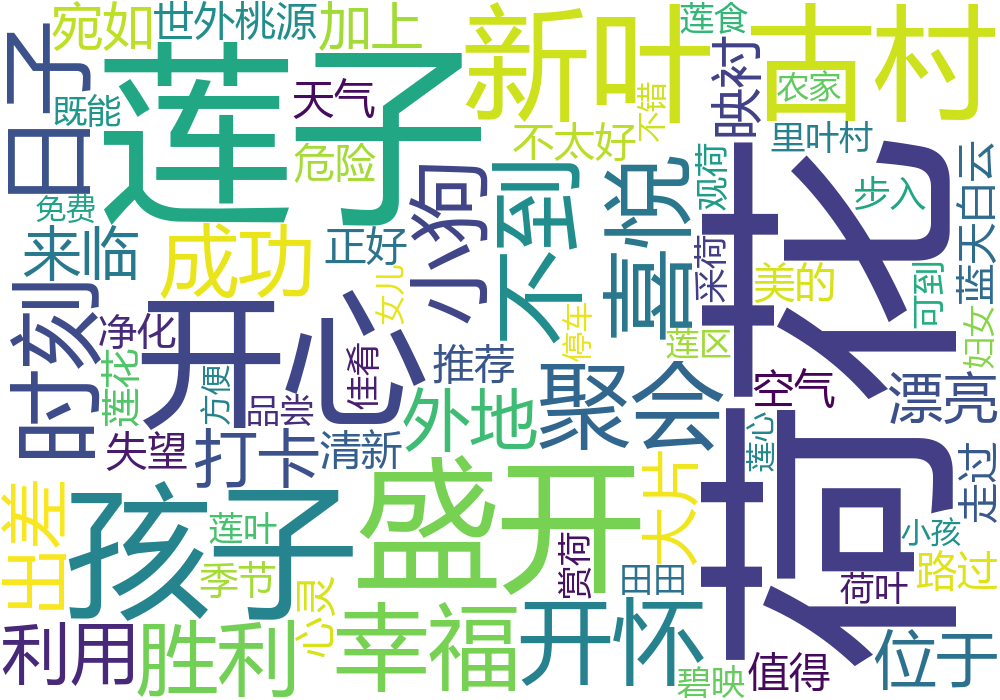 宛如
世外桃源
加上
新叶
莲食
古村
日子
莲子
既能
天气
不错
映衬
农家
危险
不太好
里叶村
免费
来临
成功
正好
小狗
不到
喜悦
观荷
荷花
步入
蓝天白云
时刻
净化
开心
女儿
采荷
美的
可到
妇女
莲花
方便
品尝
佳肴
推荐
停车
莲区
空气
漂亮
外地
聚会
失望
打卡
清新
莲心
走过
出差
孩子
莲叶
盛开
大片
小孩
季节
赏荷
田田
荷叶
路过
心灵
利用
胜利
幸福
开怀
碧映
值得
位于